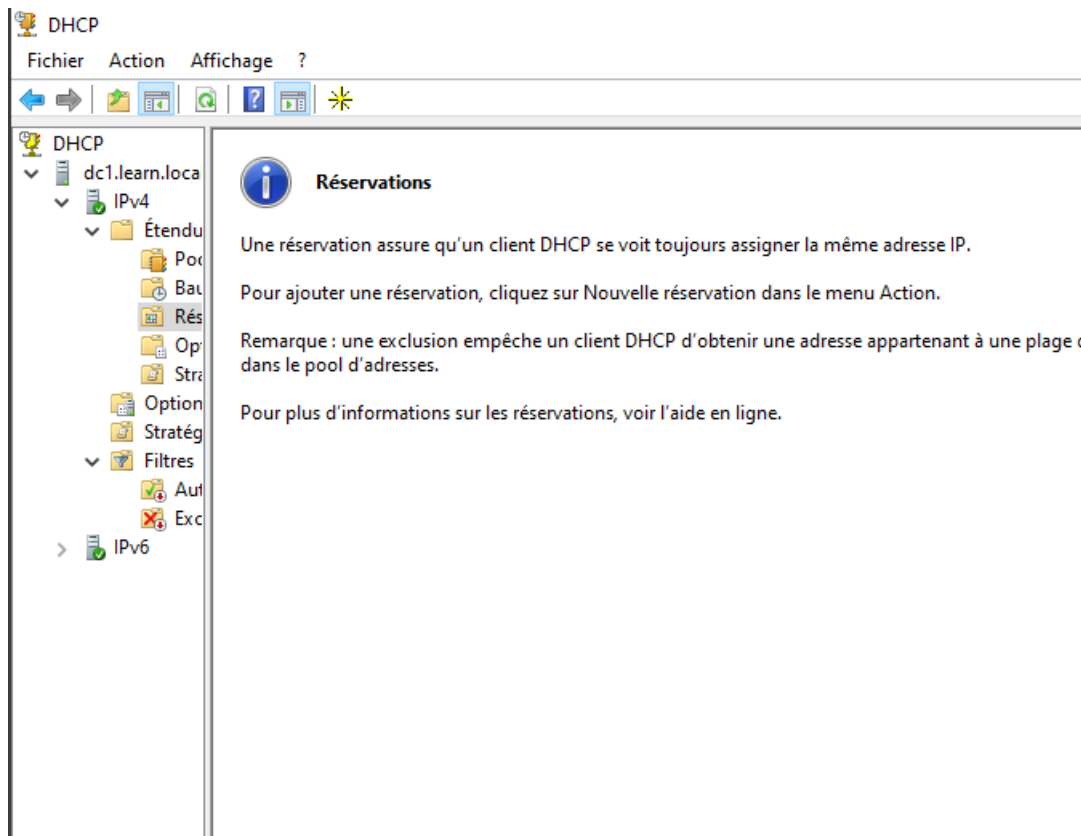 DHCP
Fichier Action Affichage ?
DHCP
dc1.learn.loca
IPv4
Étendu
Poo
Bau
Rés
Op
Stra
Option
Stratég
Filtres
Aut
Exc
IPv6
Réservations
Une réservation assure qu'un client DHCP se voit toujours assigner la même adresse IP.
Pour ajouter une réservation, cliquez sur Nouvelle réservation dans le menu Action.
Remarque : une exclusion empêche un client DHCP d'obtenir une adresse appartenant à une plage
dans le pool d'adresses.
Pour plus d'informations sur les réservations, voir l'aide en ligne.